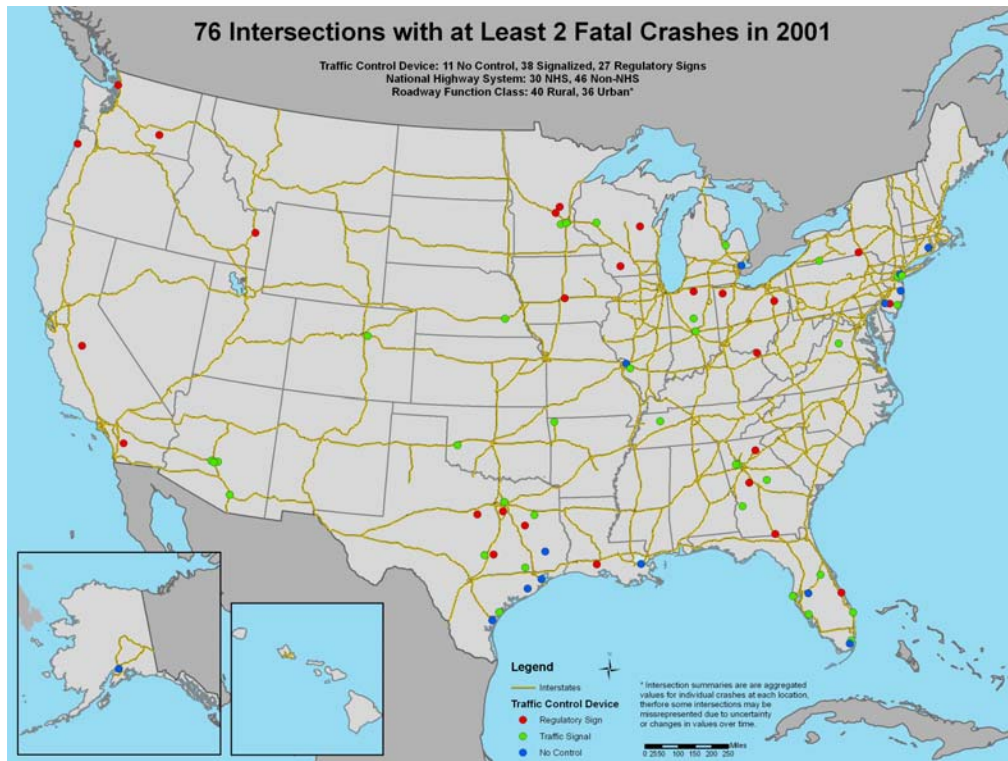 76 Intersections with at Least 2 Fatal Crashes in 2001
Traffic Control Device: 11 No Control, 38 Signalized, 27 Regulatory Signs
National Highway System: 30 NHS, 46 Non-NHS
Roadway Function Class: 40 Rural, 36 Urban*
Legend
Interstates
Traffic Control Device
Regulatory Sign
Traffic Signal
No Control
* Intersection summaries are are aggregated
values for individual crashes at each location,
therfore some intersections may be
missrepresented due to uncertainty
or changes in values over time.
Miles
0 25 50 100 150 200 250